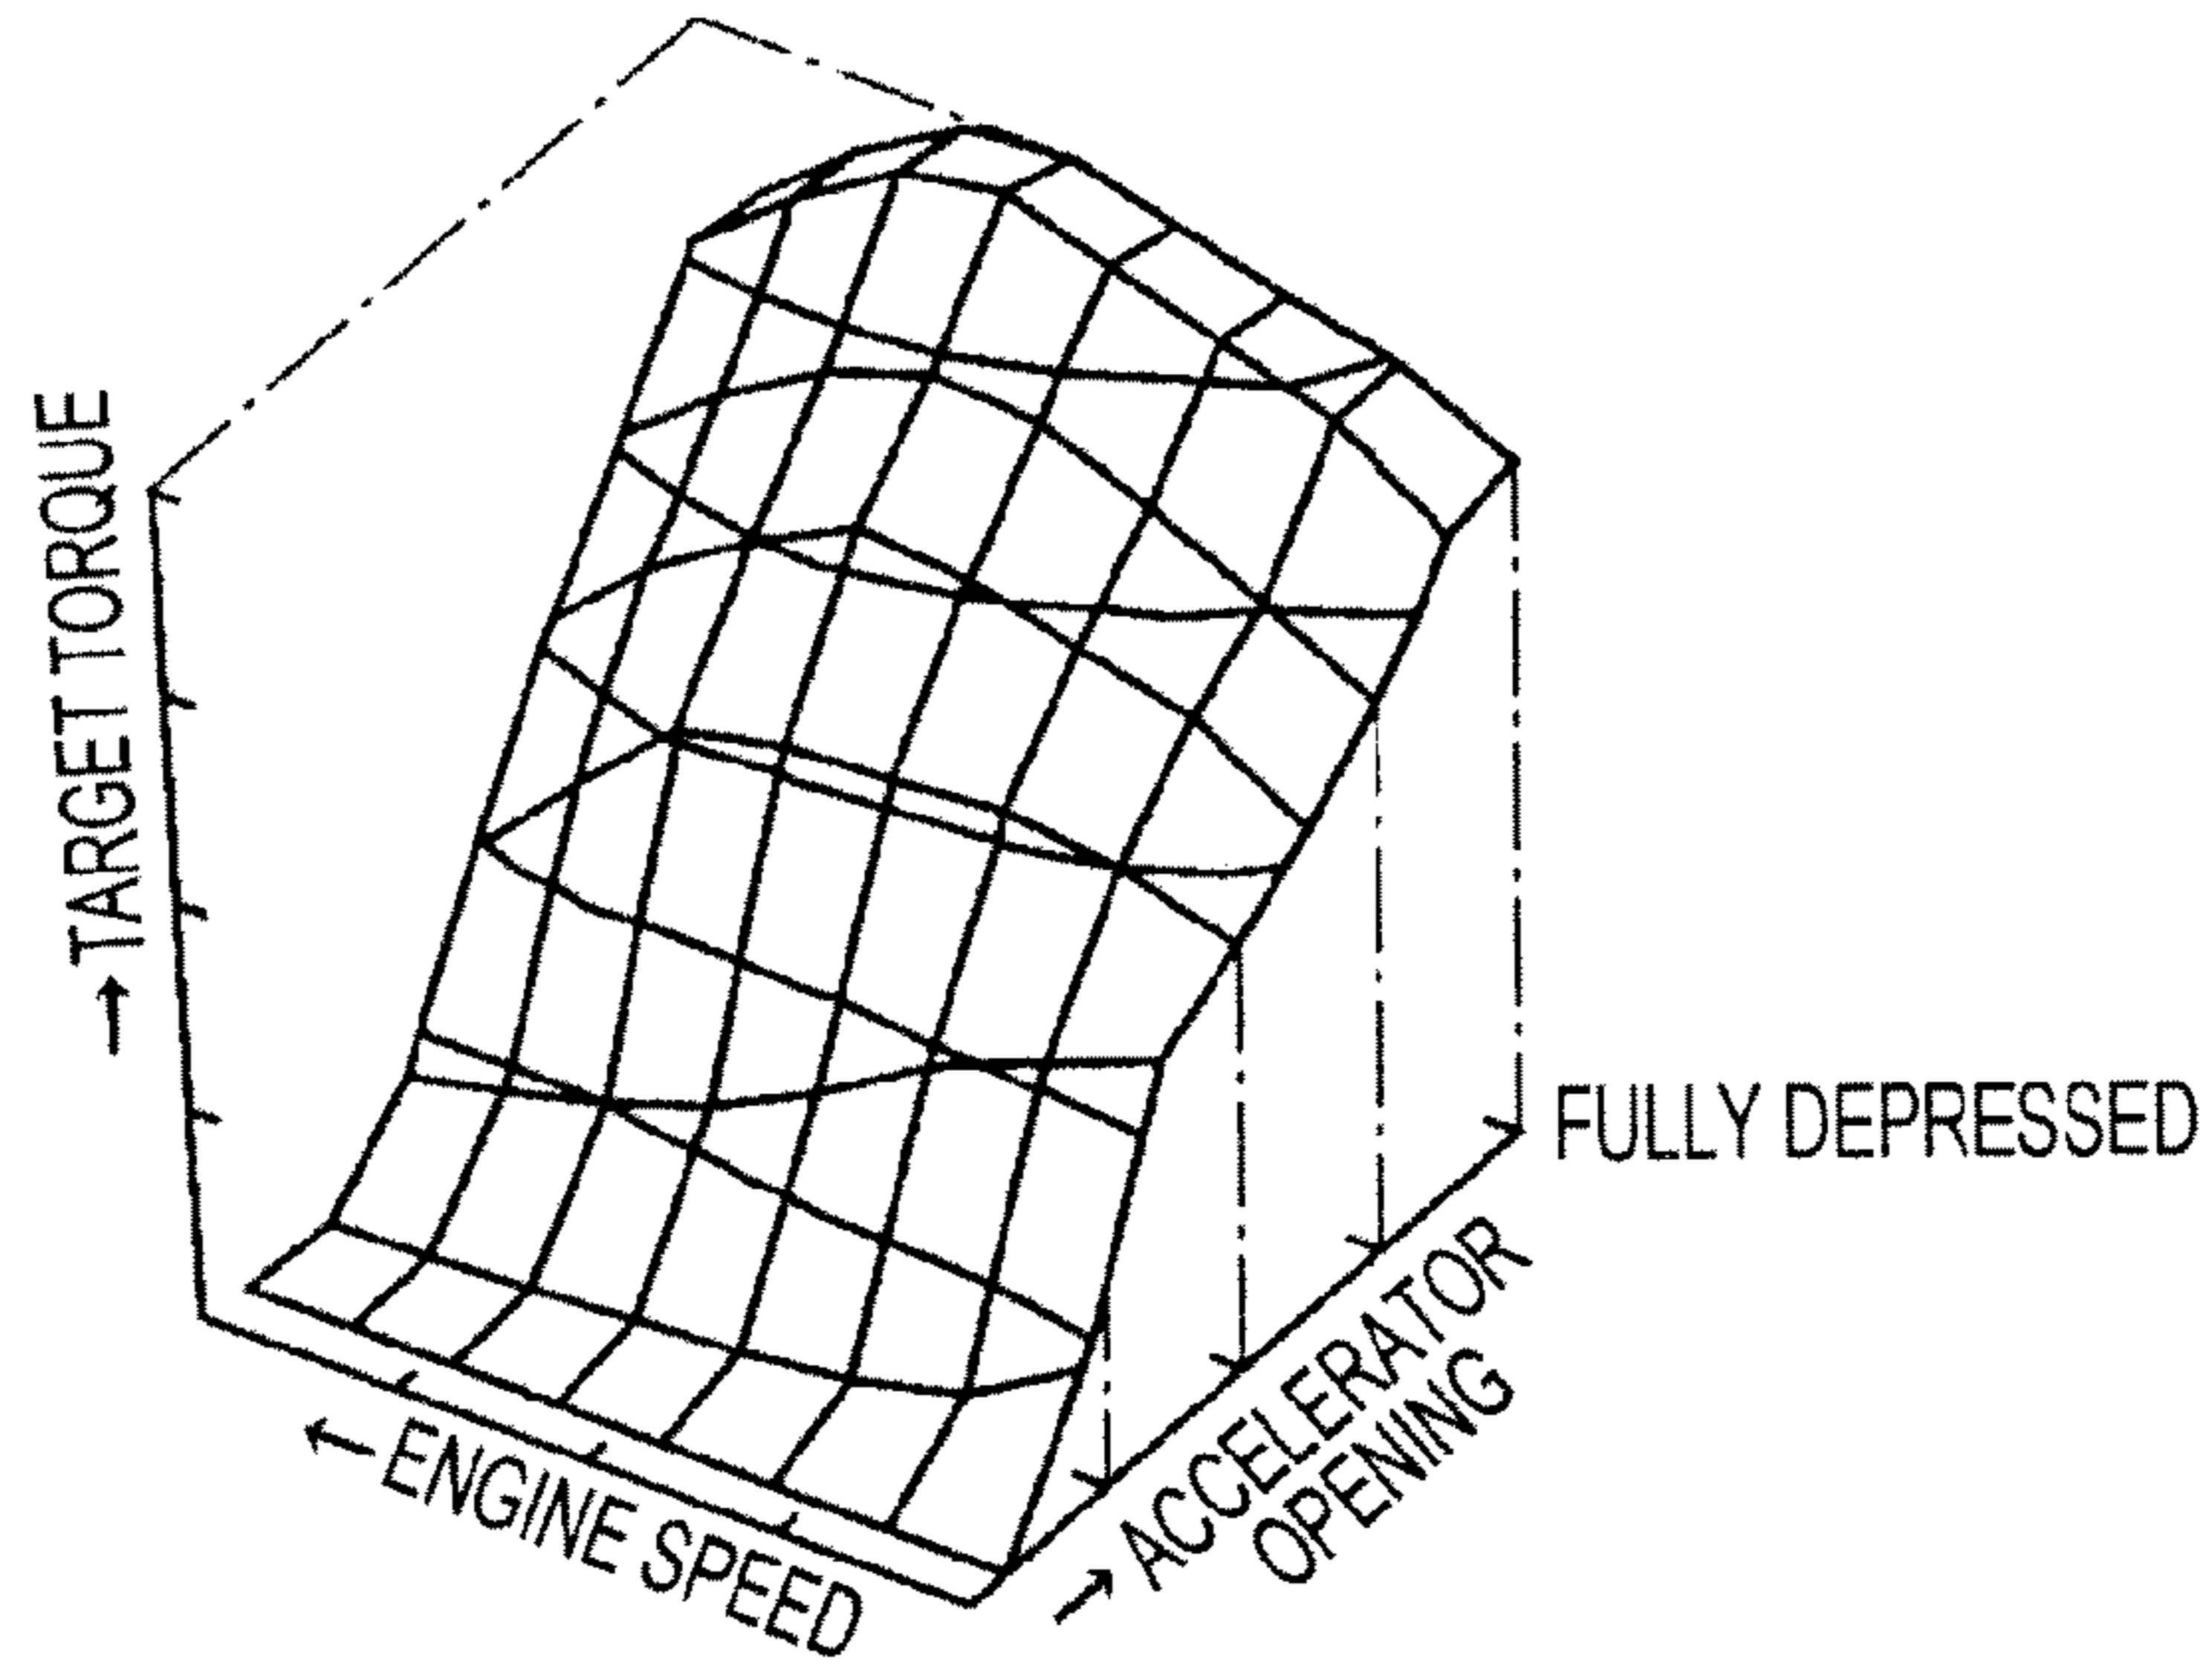 → TARGET TORQUE
FULLY DEPRESSED
← ENGINE SPEED
→ ACCELERATOR
OPENING